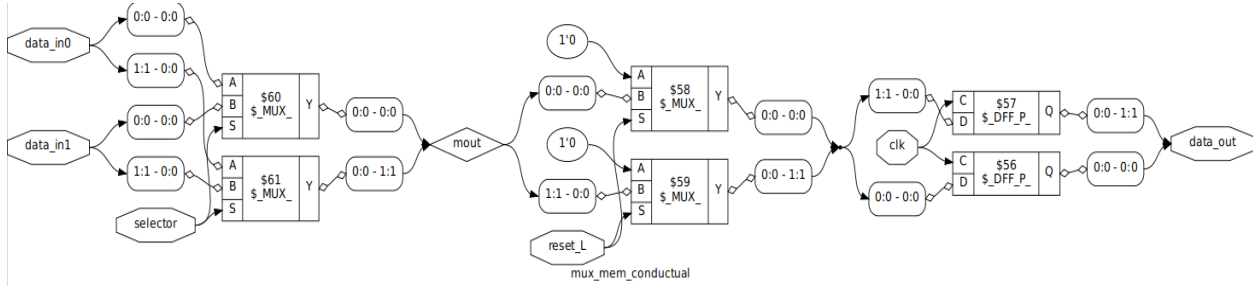 data_in0
0:0 - 0:0
1:1 - 0:0
data_in1
0:0 - 0:0
1:1 - 0:0
selector
A
B
S
$60
$_MUX_
Y
A
B
S
$61
$_MUX_
Y
0:0 - 0:0
0:0 - 1:1
mout
1'0
0:0 - 0:0
1'0
1:1 - 0:0
reset_L
A
B
S
$58
$_MUX_
Y
A
B
S
$59
$_MUX_
Y
0:0 - 0:0
0:0 - 1:1
1:1 - 0:0
clk
0:0 - 0:0
C
D
$57
$_DFF_P_
Q
C
D
$56
$_DFF_P_
Q
0:0 - 1:1
0:0 - 0:0
data_out
mux_mem_conductual